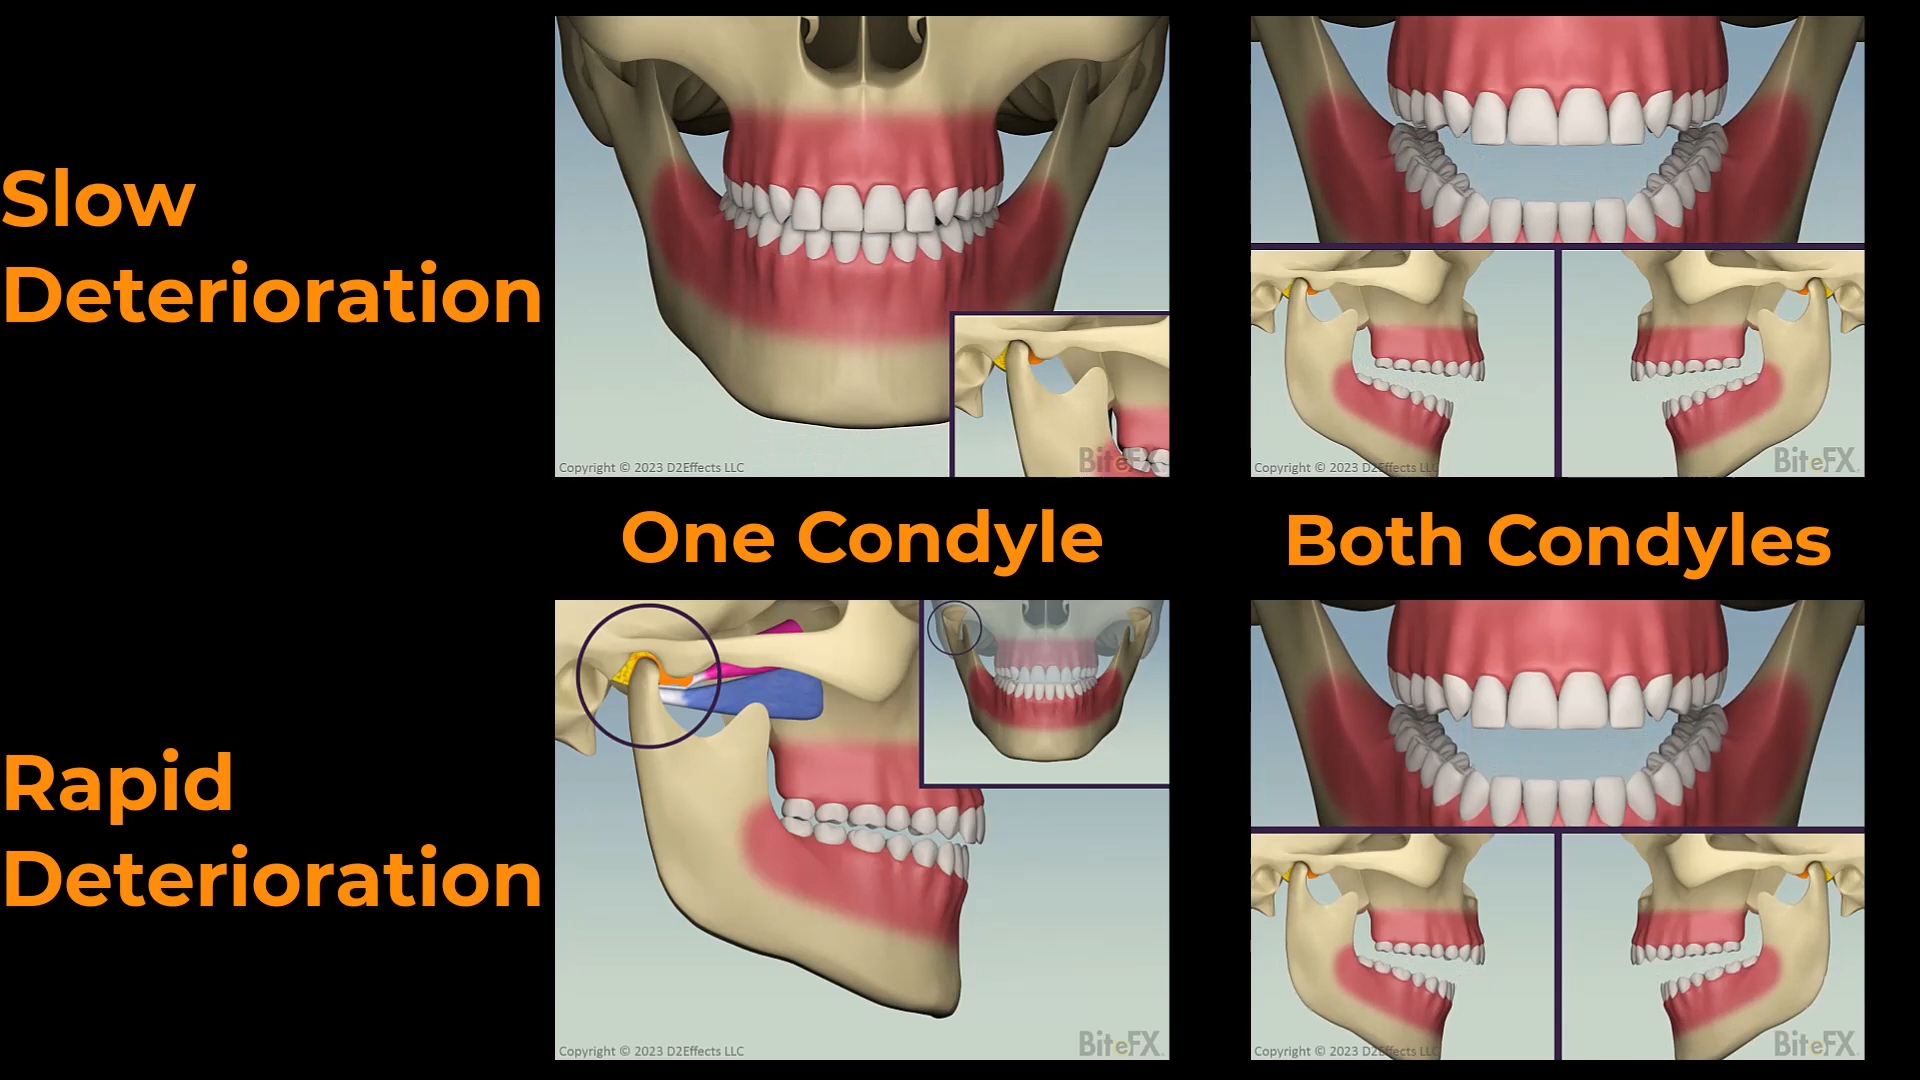 Slow
Deterioration
Copyright © 2023 D2Effects LLC
BiteFX
Copyright © 2023 D2Effects LLC
BiteFX
One Condyle
Both Condyles
Rapid
Deterioration
Copyright © 2023 D2Effects LLC
BiteFX
Copyright © 2023 D2Effects LLC
BiteFX